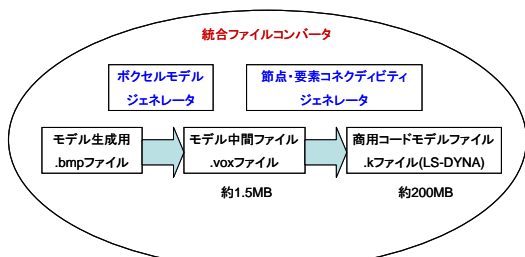 統合ファイルコンバータ
ボクセルモデル
ジェネレータ
節点・要素コネクディビティ
ジェネレータ
モデル生成用
.bmpファイル
モデル中間ファイル
.voxファイル
商用コードモデルファイル
.kファイル(LS-DYNA)
約1.5MB
約200MB